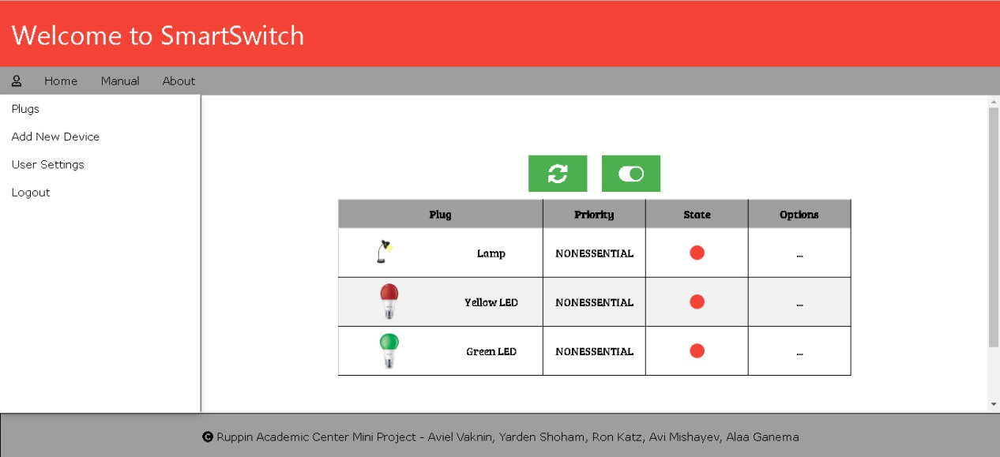 Welcome to SmartSwitch
Home Manual About
Plugs
Add New Device
User Settings
Logout
Plug Priority State Options
Lamp NONESSENTIAL ...
Yellow LED NONESSENTIAL ...
Green LED NONESSENTIAL ...
Ruppin Academic Center Mini Project - Aviel Vaknin, Yarden Shoham, Ron Katz, Avi Mishayev, Alaa Ganema